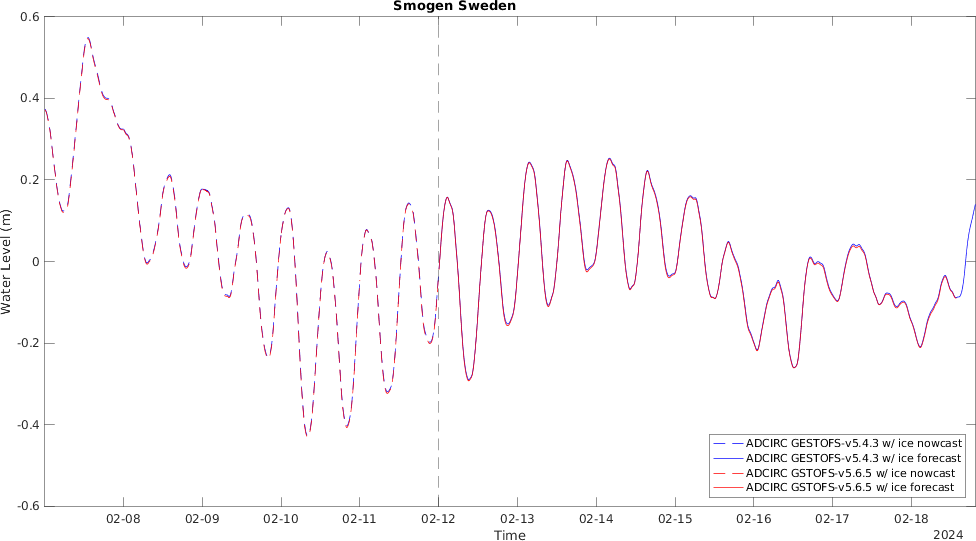 Smogen Sweden
0.6
0.4
0.2
0
-0.2
-0.4
-0.6
Water Level (m)
ADCIRC GESTOFS-v5.4.3 w/ ice nowcast
ADCIRC GESTOFS-v5.4.3 w/ ice forecast
ADCIRC GSTOFS-v5.6.5 w/ ice nowcast
ADCIRC GSTOFS-v5.6.5 w/ ice forecast
02-08 02-09 02-10 02-11 02-12 02-13 02-14 02-15 02-16 02-17 02-18
Time
2024